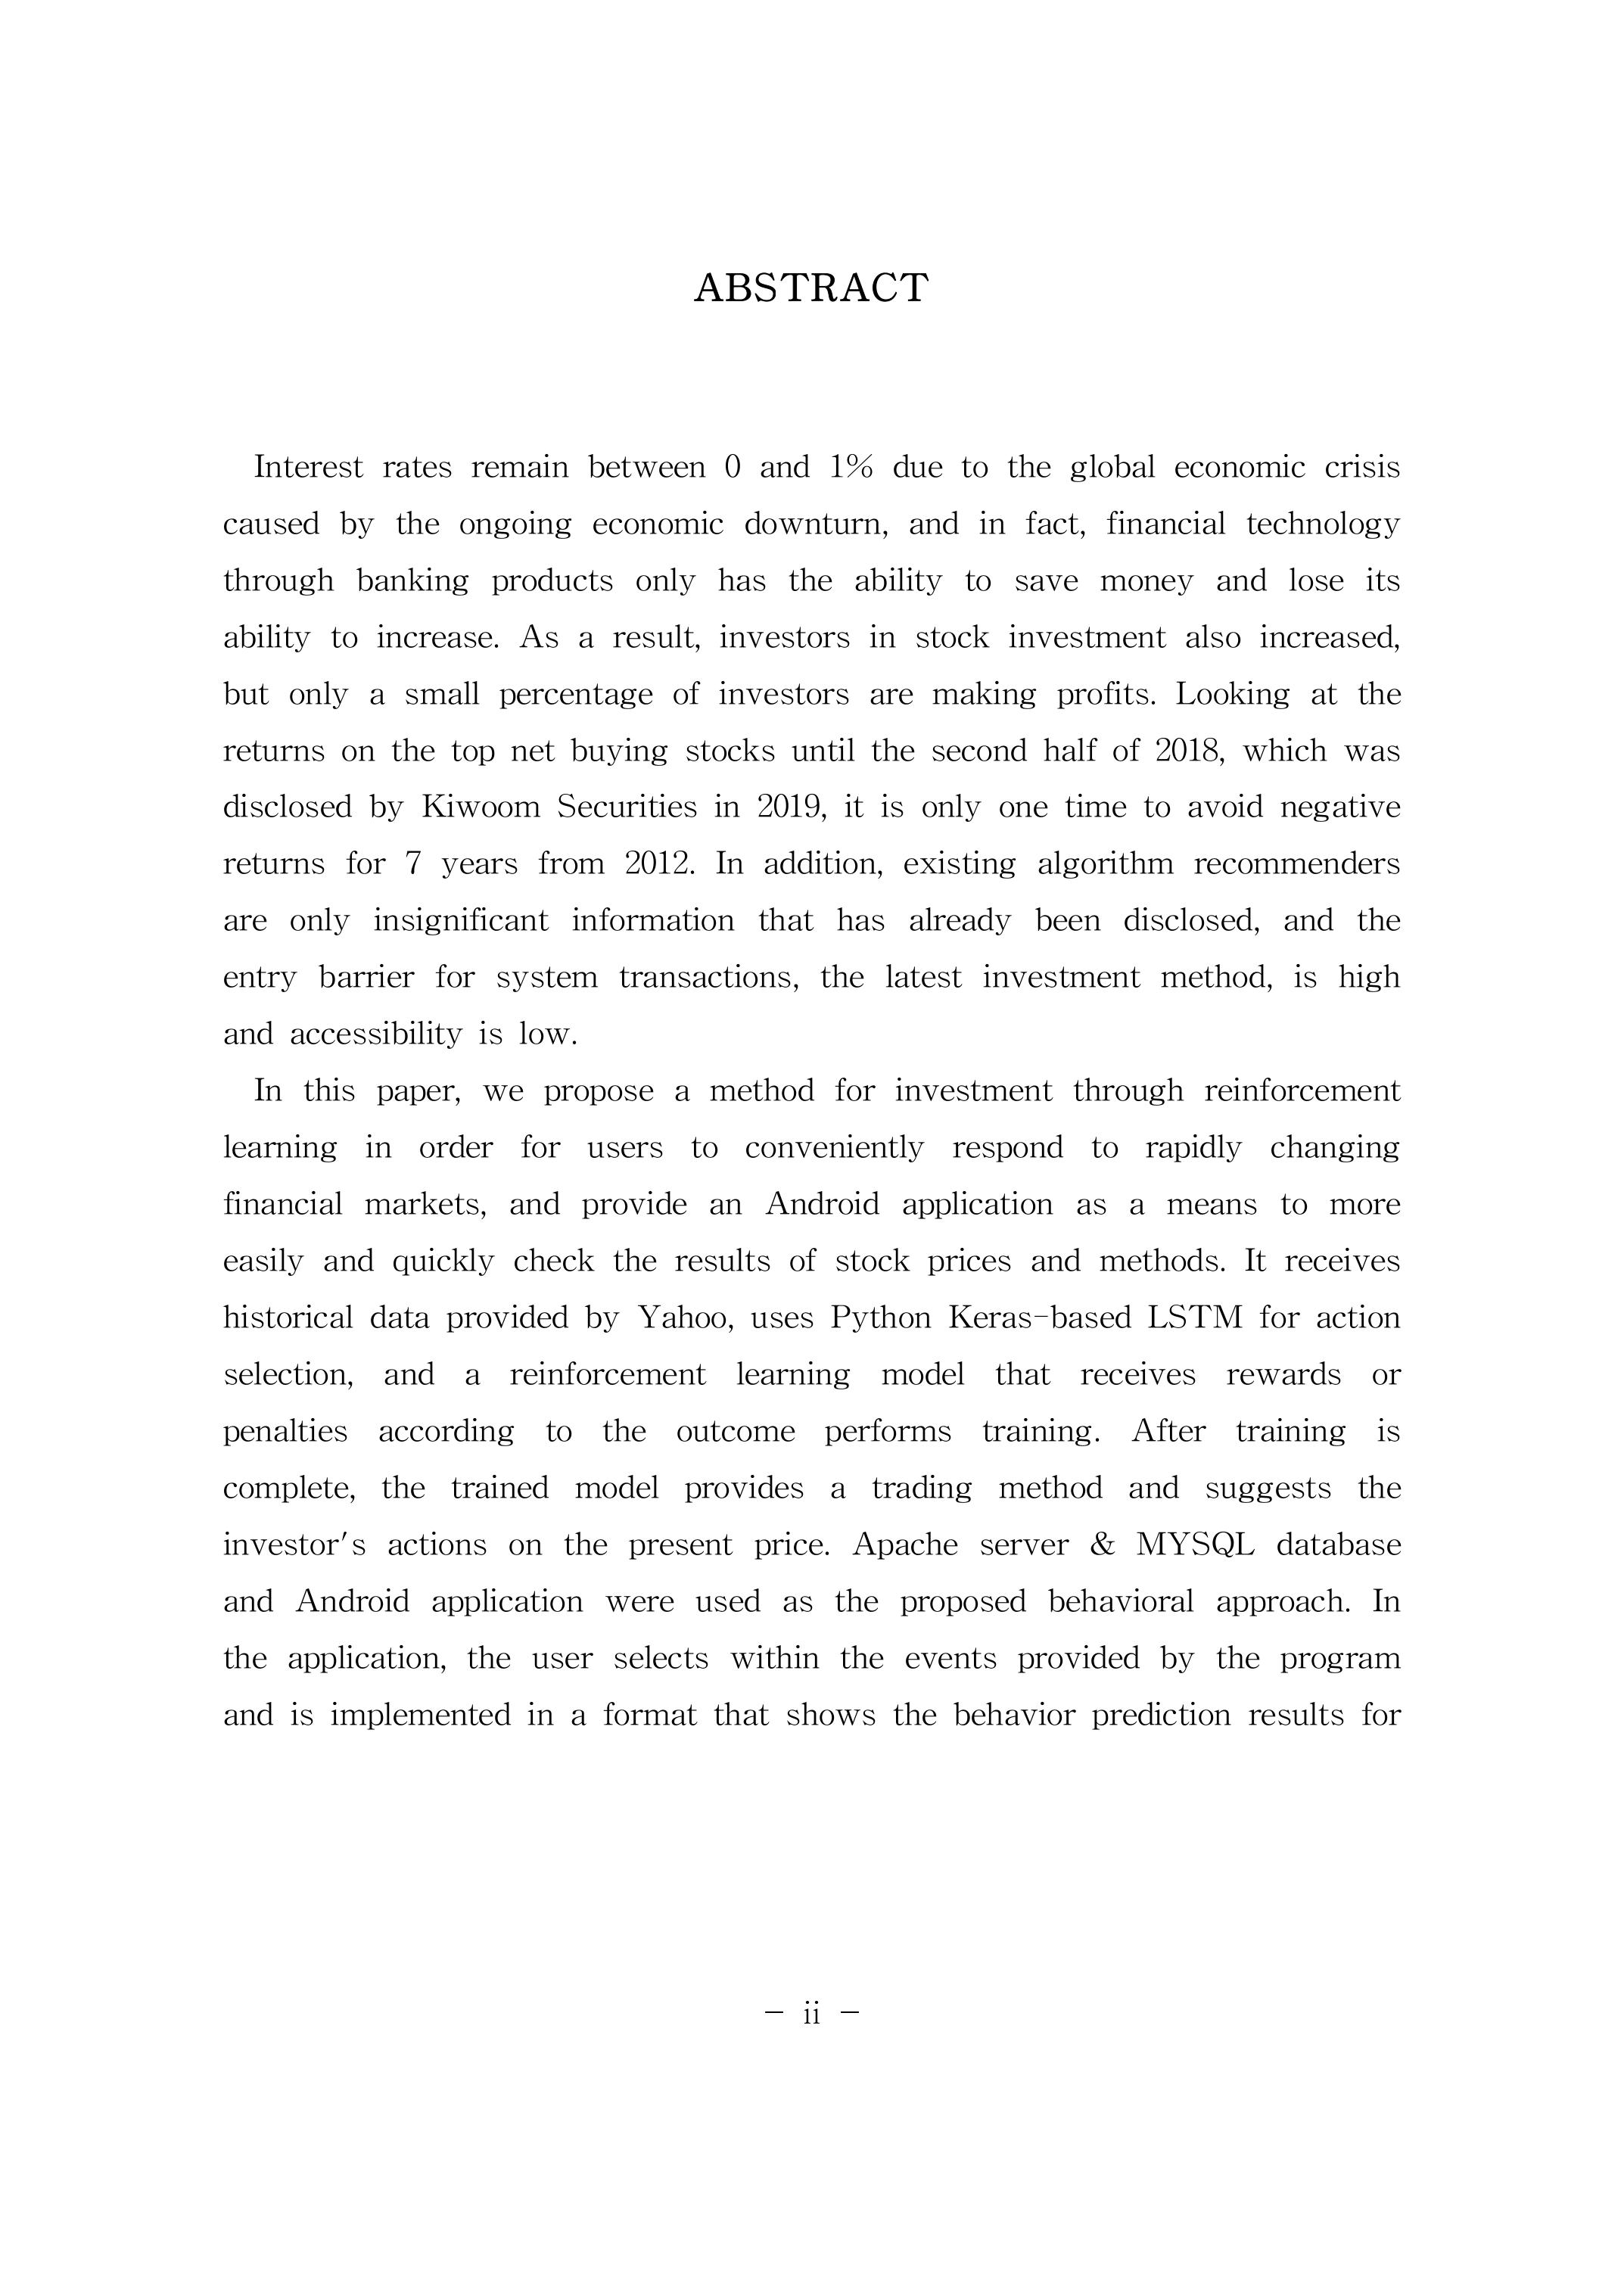 ABSTRACT
Interest rates remain between 0 and 1% due to the global economic crisis
caused by the ongoing economic downturn, and in fact, financial technology
through banking products only has the ability to save money and lose its
ability to increase. As a result, investors in stock investment also increased,
but only a small percentage of investors are making profits. Looking at the
returns on the top net buying stocks until the second half of 2018, which was
disclosed by Kiwoom Securities in 2019, it is only one time to avoid negative
returns for 7 years from 2012. In addition, existing algorithm recommenders
are only insignificant information that has already been disclosed, and the
entry barrier for system transactions, the latest investment method, is high
and accessibility is low.
In this paper, we propose a method for investment through reinforcement
learning in order for users to conveniently respond to rapidly changing
financial markets, and provide an Android application as a means to more
easily and quickly check the results of stock prices and methods. It receives
historical data provided by Yahoo, uses Python Keras-based LSTM for action
selection, and a reinforcement learning model that receives rewards or
penalties according to the outcome performs training. After training is
complete, the trained model provides a trading method and suggests the
investor's actions on the present price. Apache server & MYSQL database
and Android application were used as the proposed behavioral approach. In
the application, the user selects within the events provided by the program
and is implemented in a format that shows the behavior prediction results for
- ii -